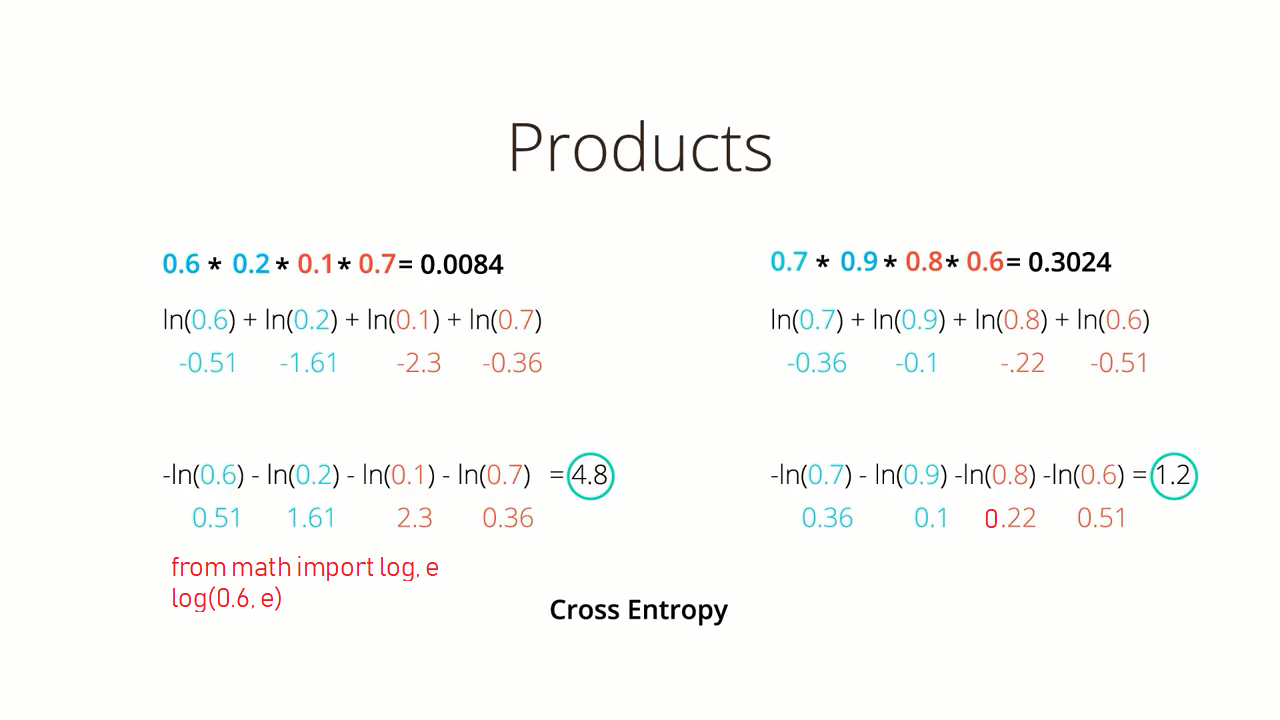 Products
0.6 * 0.2 * 0.1 * 0.7 = 0.0084
ln(0.6) + ln(0.2) + ln(0.1) + ln(0.7)
-0.51 -1.61 -2.3 -0.36
-ln(0.6) - ln(0.2) - ln(0.1) - ln(0.7) = 4.8
0.51 1.61 2.3 0.36
from math import log, e
log(0.6, e)
0.7 * 0.9 * 0.8 * 0.6 = 0.3024
ln(0.7) + ln(0.9) + ln(0.8) + ln(0.6)
-0.36 -0.1 -.22 -0.51
-ln(0.7) - ln(0.9) -ln(0.8) -ln(0.6) = 1.2
0.36 0.1 0.22 0.51
Cross Entropy